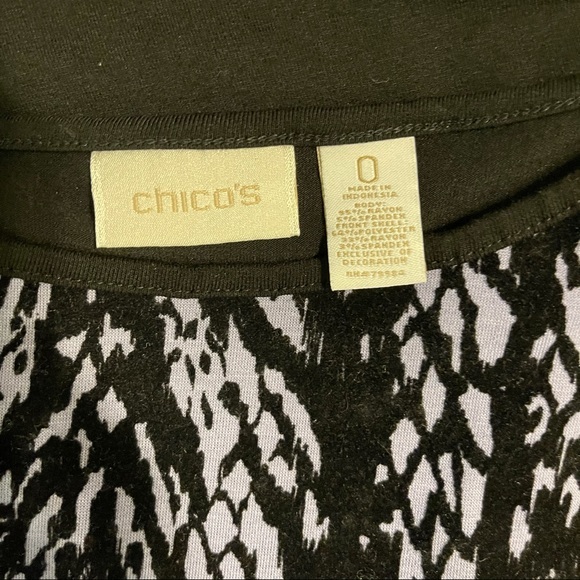 chico's
0
MADE IN
INDONESIA
BODY:
95% RAYON
5% SPANDEX
FRONT SHELL:
64% POLYESTER
33% RAYON
3% SPANDEX
EXCLUSIVE OF
DECORATION